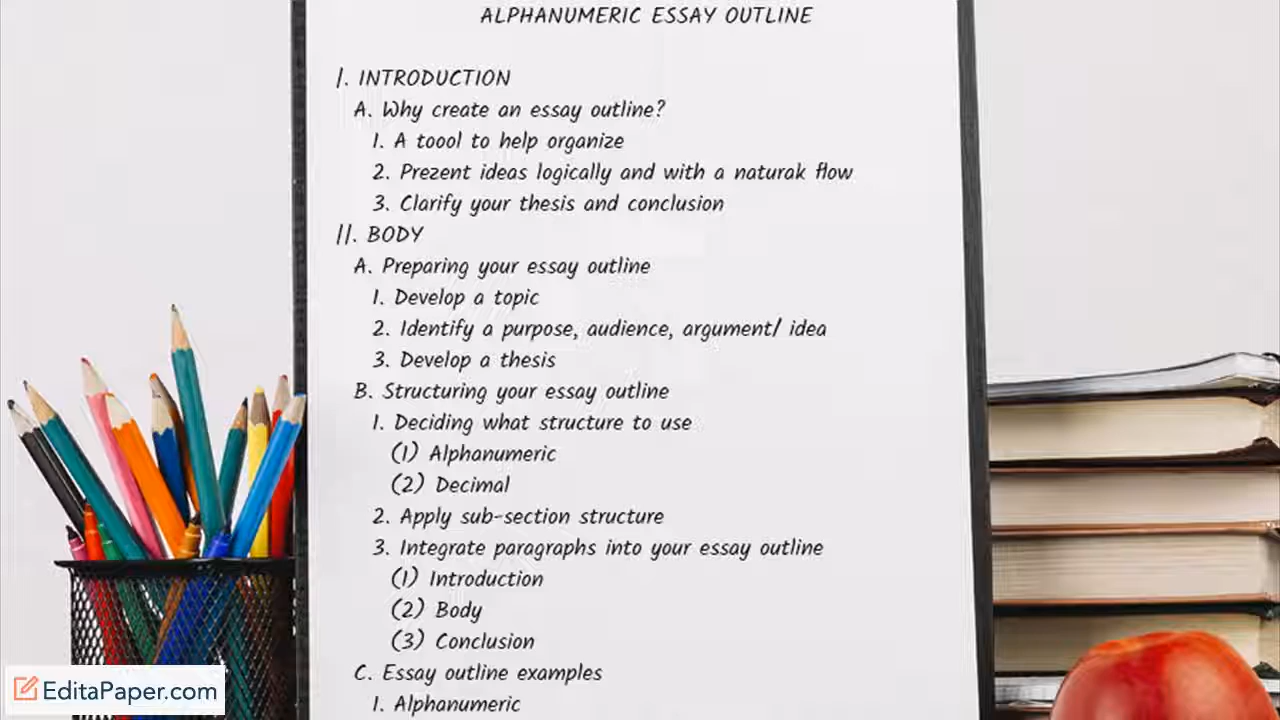 ALPHANUMERIC ESSAY OUTLINE
I. INTRODUCTION
A. Why create an essay outline?
1. A toool to help organize
2. Prezent ideas logically and with a naturak flow
3. Clarify your thesis and conclusion
II. BODY
A. Preparing your essay outline
1. Develop a topic
2. Identify a purpose, audience, argument/ idea
3. Develop a thesis
B. Structuring your essay outline
1. Deciding what structure to use
(1) Alphanumeric
(2) Decimal
2. Apply sub-section structure
3. Integrate paragraphs into your essay outline
(1) Introduction
(2) Body
(3) Conclusion
C. Essay outline examples
1. Alphanumeric
EditaPaper.com